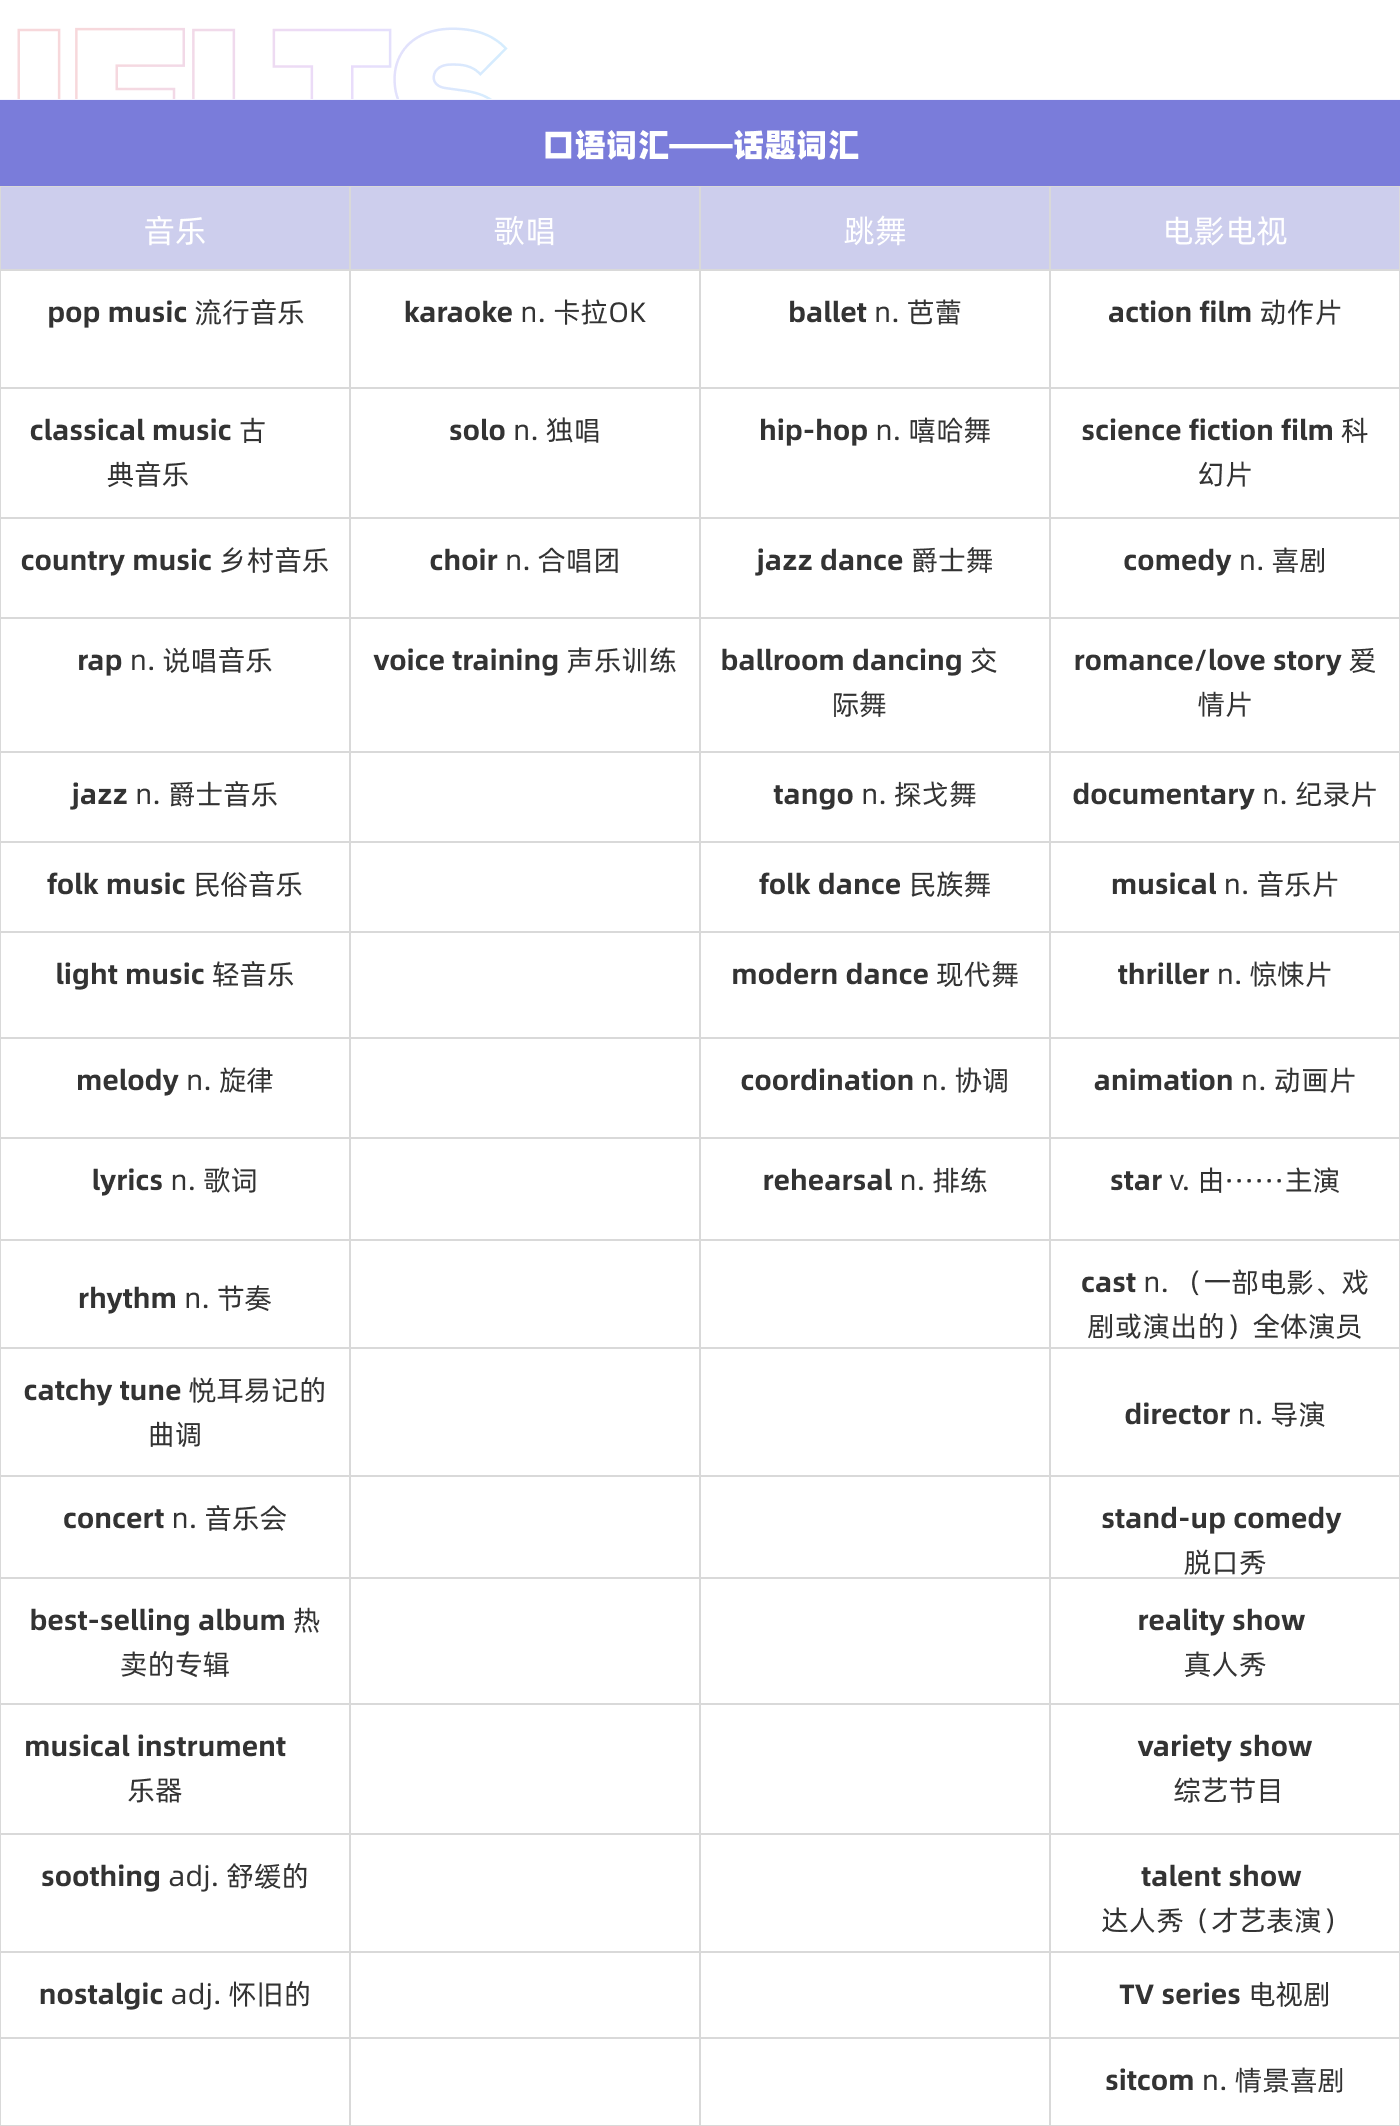 IELTS
口语词汇——话题词汇
音乐 歌唱 跳舞 电影电视
pop music 流行音乐 karaoke n. 卡拉OK ballet n. 芭蕾 action film 动作片
classical music 古 solo n. 独唱 hip-hop n. 嘻哈舞 science fiction film 科
典音乐 幻片
country music 乡村音乐 choir n. 合唱团 jazz dance 爵士舞 comedy n. 喜剧
rap n. 说唱音乐 voice training 声乐训练 ballroom dancing 交 romance/love story 爱
际舞 情片
jazz n. 爵士音乐 tango n. 探戈舞 documentary n. 纪录片
folk music 民俗音乐 folk dance 民族舞 musical n. 音乐片
light music 轻音乐 modern dance 现代舞 thriller n. 惊悚片
melody n. 旋律 coordination n. 协调 animation n. 动画片
lyrics n. 歌词 rehearsal n. 排练 star v. 由……主演
rhythm n. 节奏 cast n.（一部电影、戏
剧或演出的）全体演员
catchy tune 悦耳易记的 director n. 导演
曲调
concert n. 音乐会 stand-up comedy
脱口秀
best-selling album 热 reality show
卖的专辑 真人秀
musical instrument variety show
乐器 综艺节目
soothing adj. 舒缓的 talent show
达人秀（才艺表演）
nostalgic adj. 怀旧的 TV series 电视剧
sitcom n. 情景喜剧